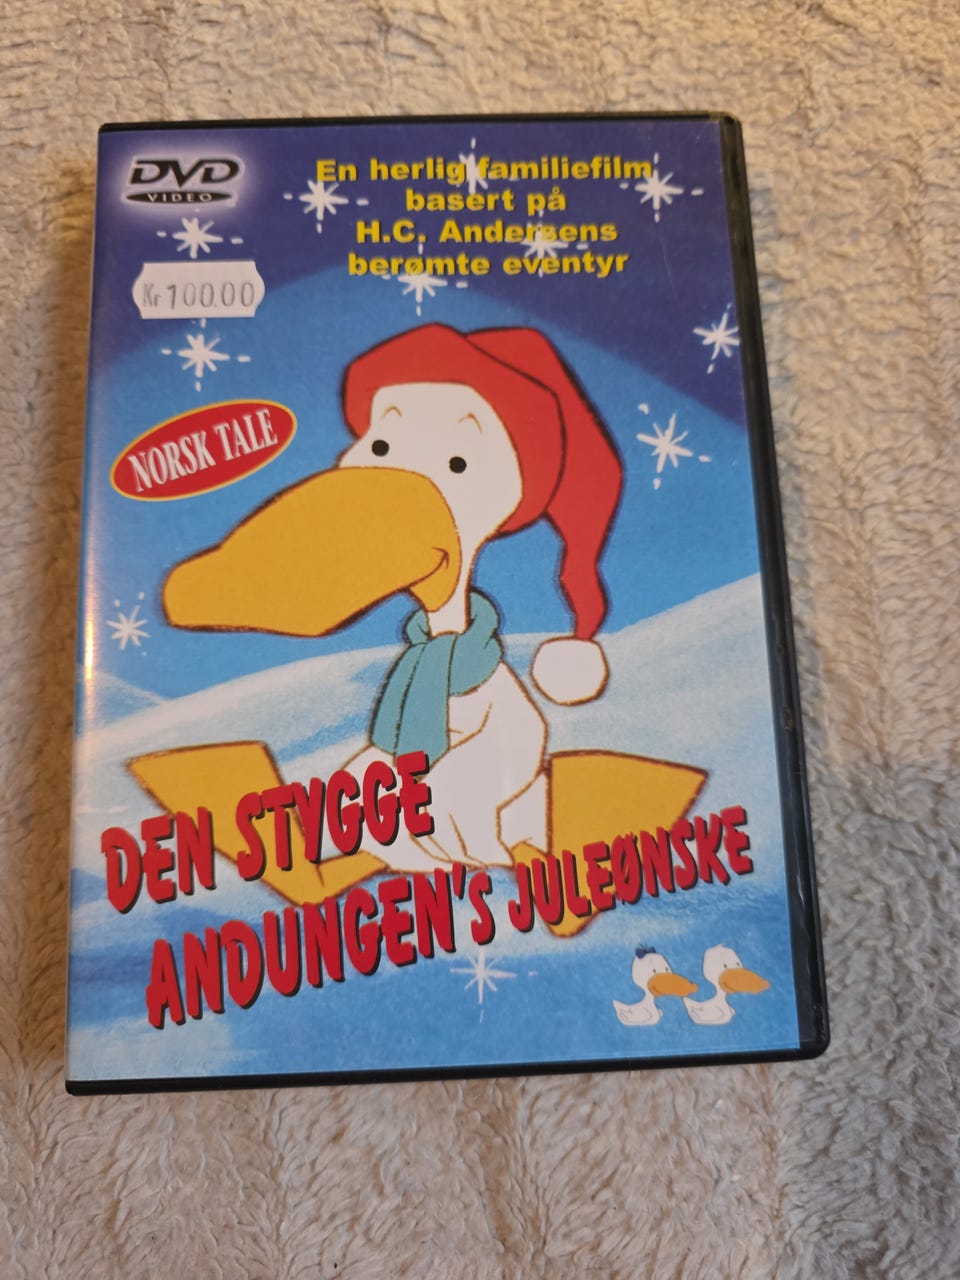 DVD
VIDEO
En herlig familiefilm
basert på
H.C. Andersens
berømte eventyr
Kr 100.00
NORSK TALE
DEN STYGGE
ANDUNGEN'S JULEØNSKE